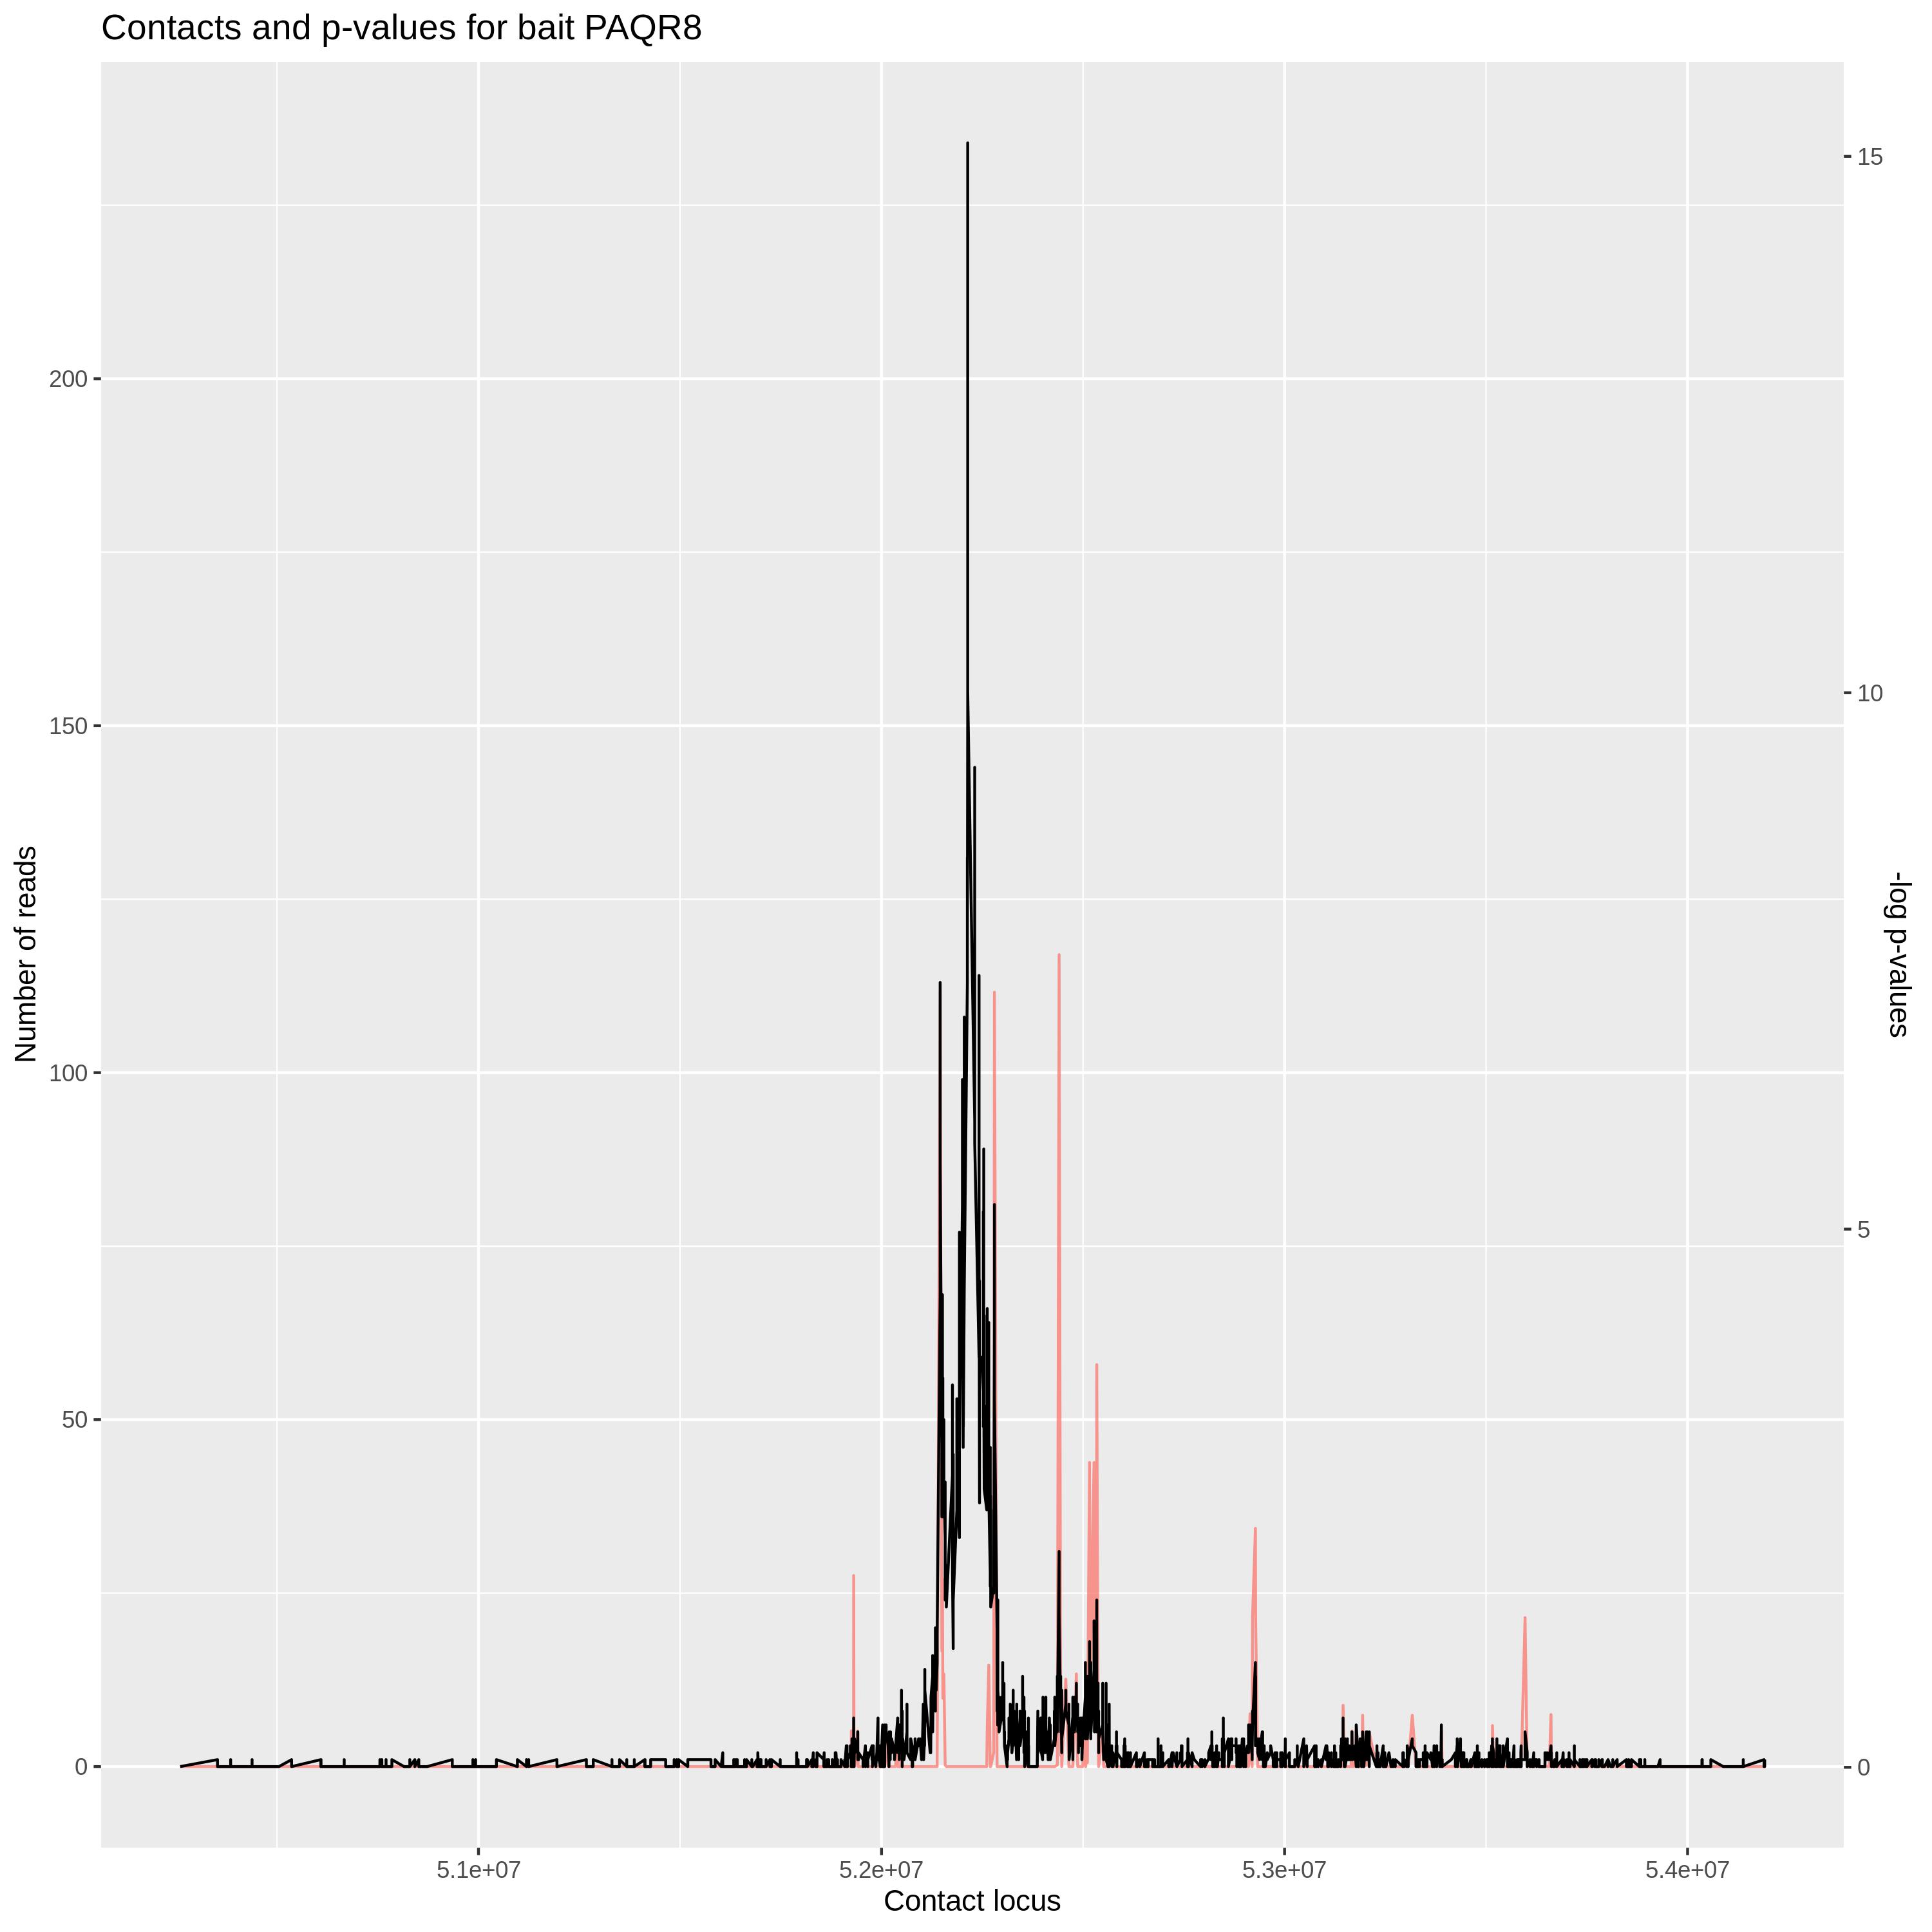 Contacts and p-values for bait PAQR8
Number of reads
200
150
100
50
0
15
10
5
0
-log p-values
5.1e+07 5.2e+07 5.3e+07 5.4e+07
Contact locus